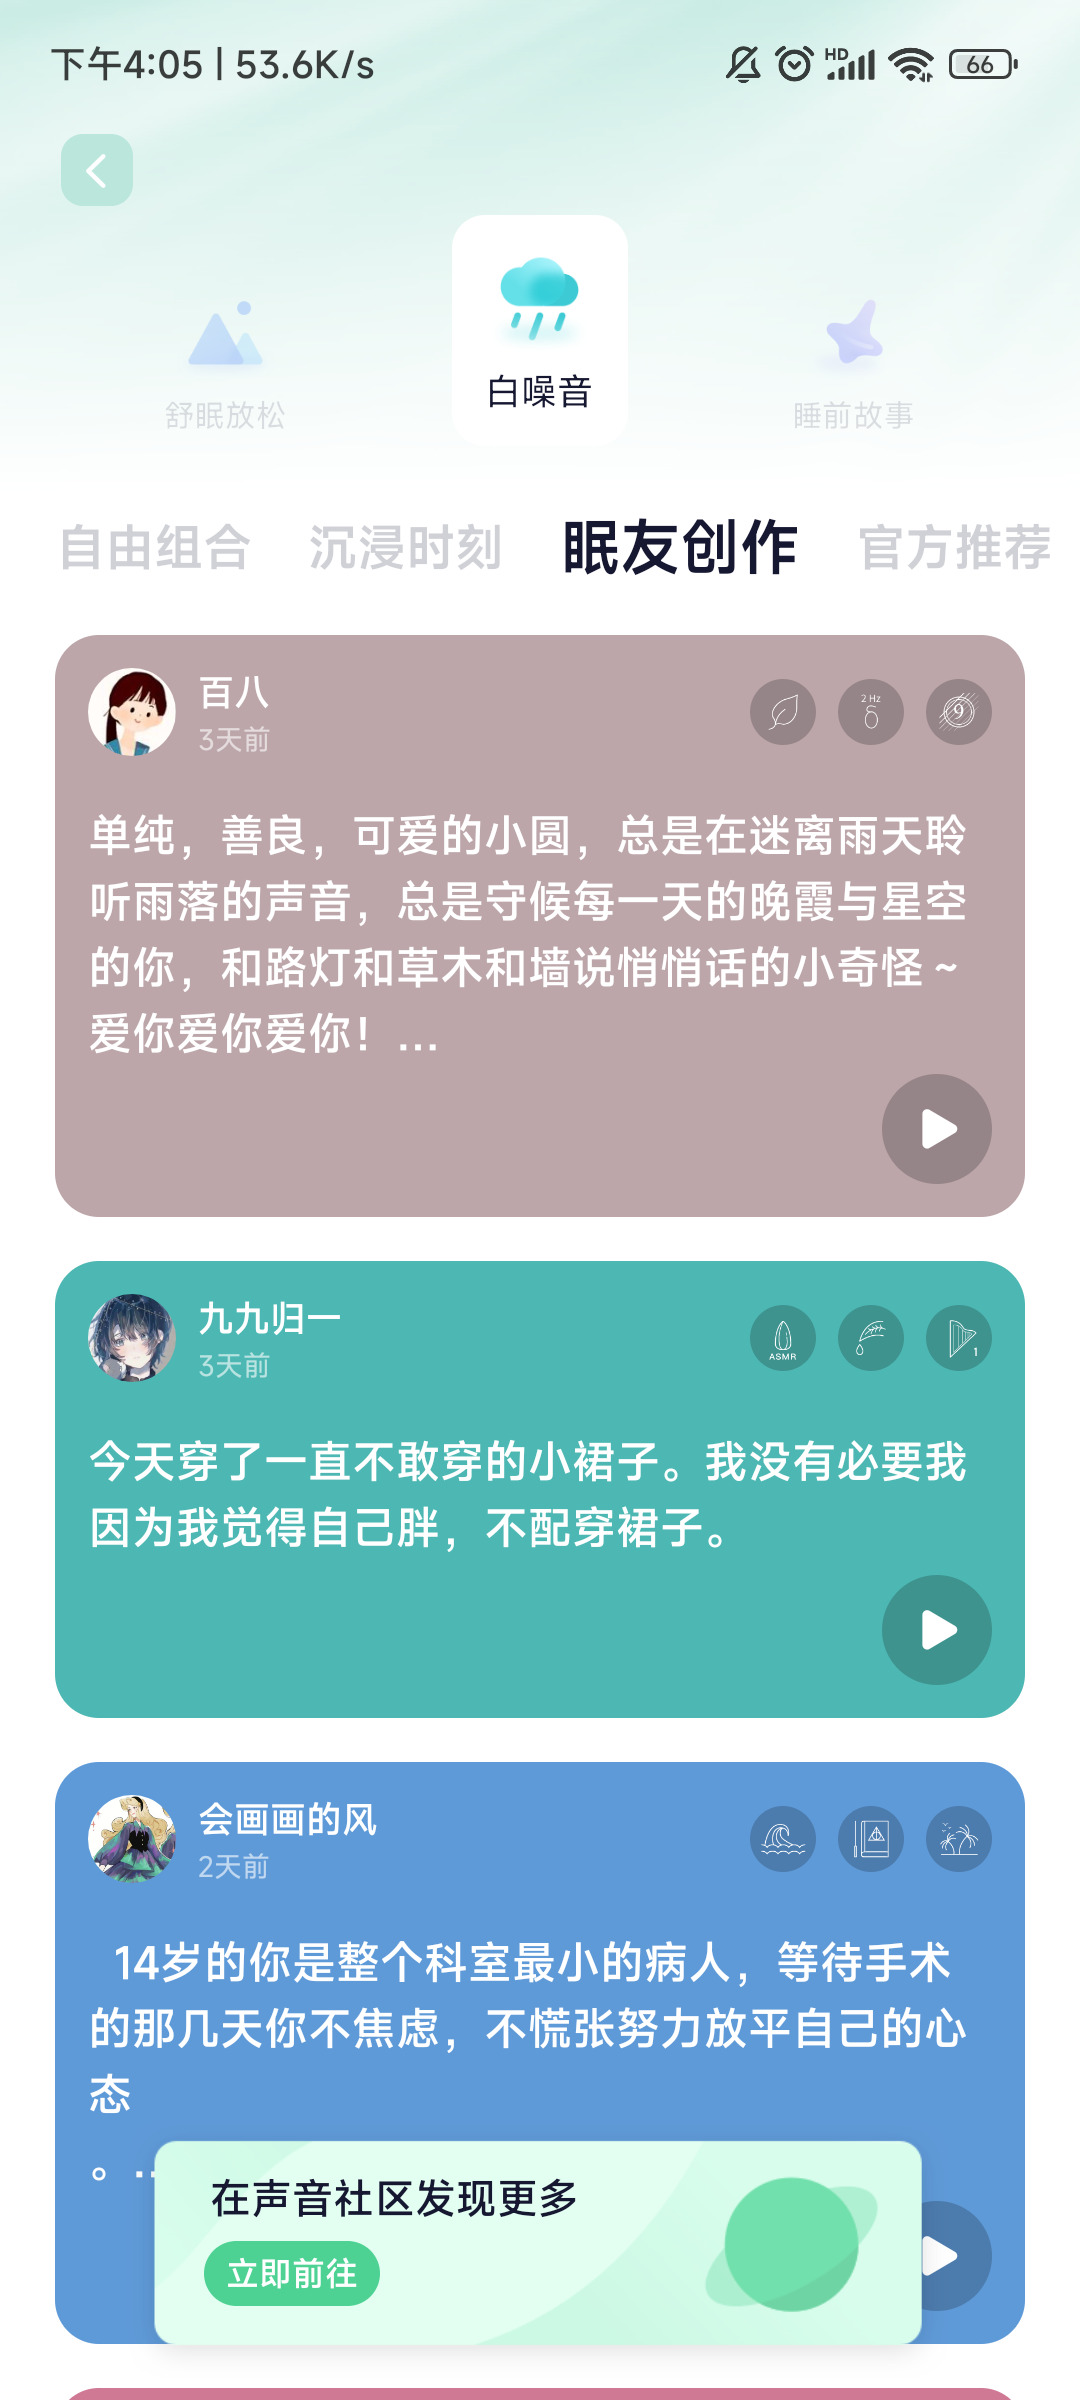 下午4:05 | 53.6K/s
HD
66
舒眠放松
白噪音
睡前故事
自由组合 沉浸时刻 眠友创作 官方推荐
百八
3天前
2 Hz
δ
9
单纯，善良，可爱的小圆，总是在迷离雨天聆
听雨落的声音，总是守候每一天的晚霞与星空
的你，和路灯和草木和墙说悄悄话的小奇怪～
爱你爱你爱你！...
九九归一
3天前
ASMR
1
今天穿了一直不敢穿的小裙子。我没有必要我
因为我觉得自己胖，不配穿裙子。
会画画的风
2天前
14岁的你是整个科室最小的病人，等待手术
的那几天你不焦虑，不慌张努力放平自己的心
态
。..
在声音社区发现更多
立即前往